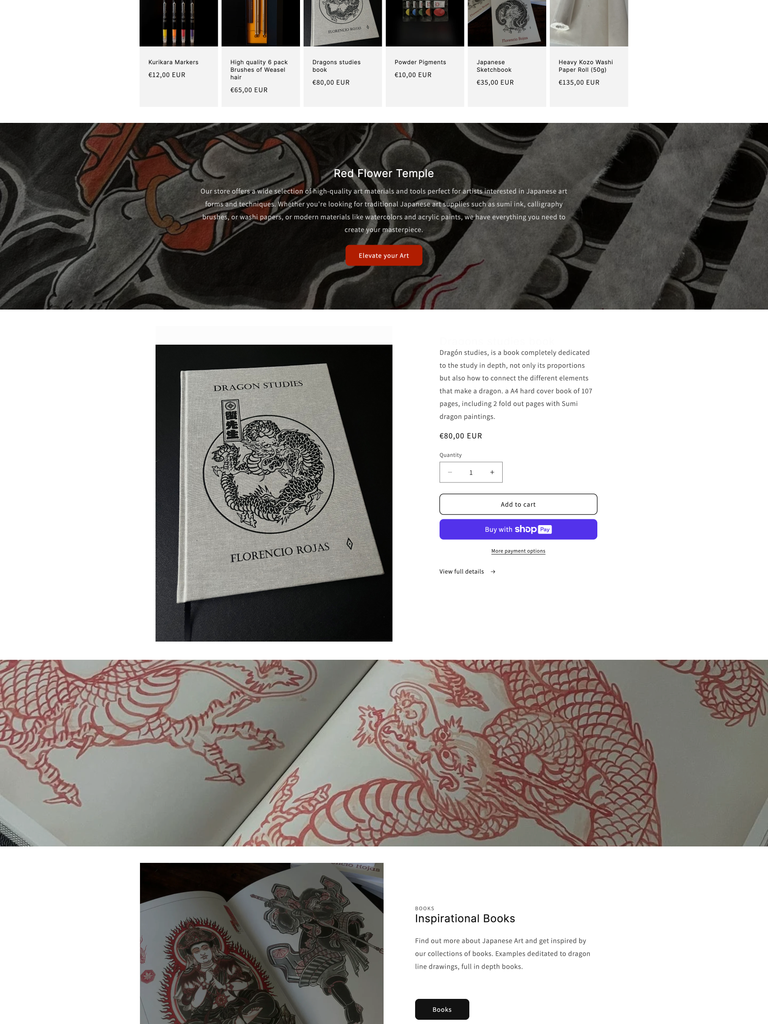 Kurikara Markers
€12,00 EUR
High quality 6 pack
Brushes of Weasel
hair
€65,00 EUR
Dragons studies
book
€80,00 EUR
Powder Pigments
€10,00 EUR
Japanese
Sketchbook
€35,00 EUR
Heavy Kozo Washi
Paper Roll (50g)
€135,00 EUR
Red Flower Temple
Our store offers a wide selection of high-quality art materials and tools perfect for artists interested in Japanese art
forms and techniques. Whether you're looking for traditional Japanese art supplies such as sumi ink, calligraphy
brushes, or washi papers, or modern materials like watercolors and acrylic paints, we have everything you need to
create your masterpiece.
Elevate your Art
DRAGON STUDIES
FLORENCIO ROJAS
Dragón studies, is a book completely dedicated
to the study in depth, not only its proportions
but also how to connect the different elements
that make a dragon. a A4 hard cover book of 107
pages, including 2 fold out pages with Sumi
dragon paintings.
€80,00 EUR
Quantity
− 1 +
Add to cart
Buy with shop Pay
More payment options
View full details →
BOOKS
Inspirational Books
Find out more about Japanese Art and get inspired by
our collections of books. Examples deditated to dragon
line drawings, full in depth books.
Books